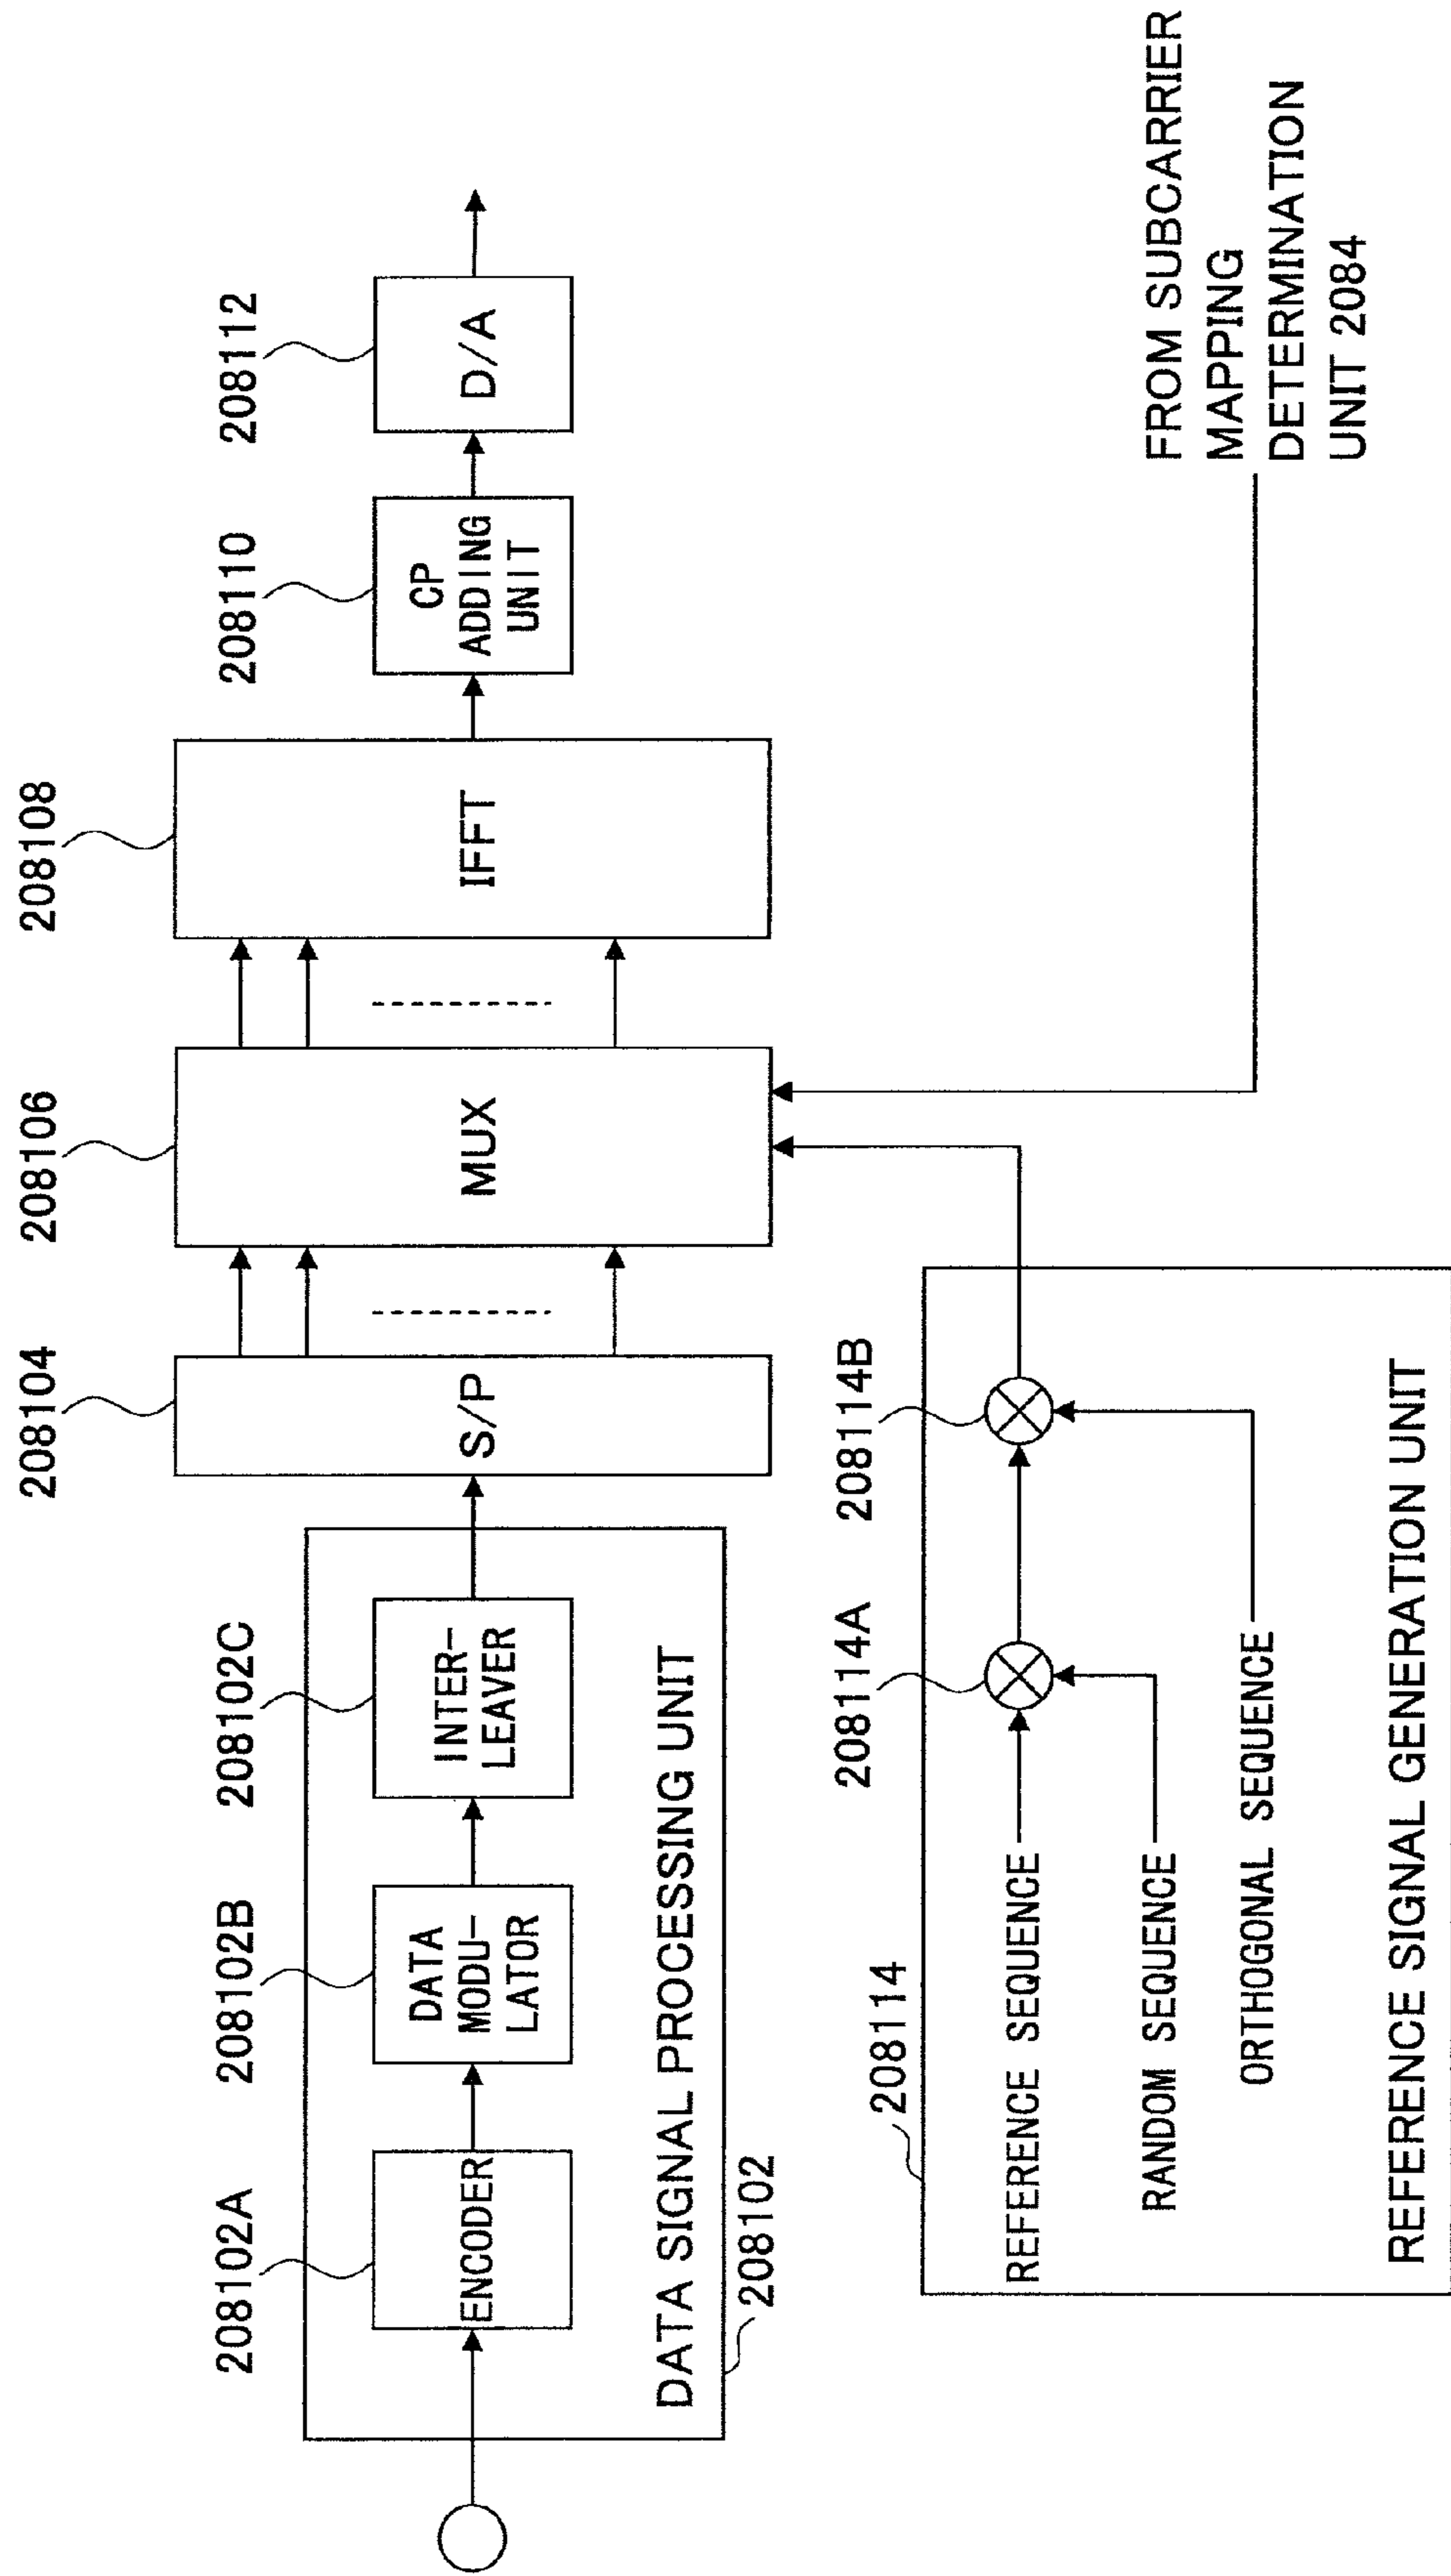 208102A
208102B
208102C
208104
208106
208108
208110
208112
ENCODER
DATA
MODU-
LATOR
INTER-
LEAVER
S/P
MUX
IFFT
CP
ADDING
UNIT
D/A
DATA SIGNAL PROCESSING UNIT
208102
208114
208114A
208114B
REFERENCE SEQUENCE
RANDOM SEQUENCE
ORTHOGONAL SEQUENCE
REFERENCE SIGNAL GENERATION UNIT
FROM SUBCARRIER
MAPPING
DETERMINATION
UNIT 2084